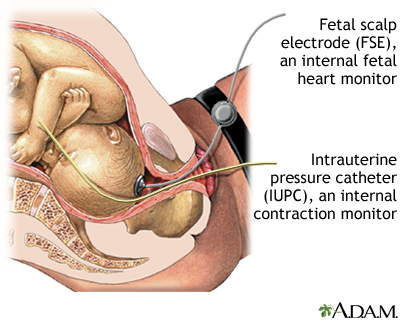 Fetal scalp
electrode (FSE),
an internal fetal
heart monitor
Intrauterine
pressure catheter
(IUPC), an internal
contraction monitor
A.D.A.M.